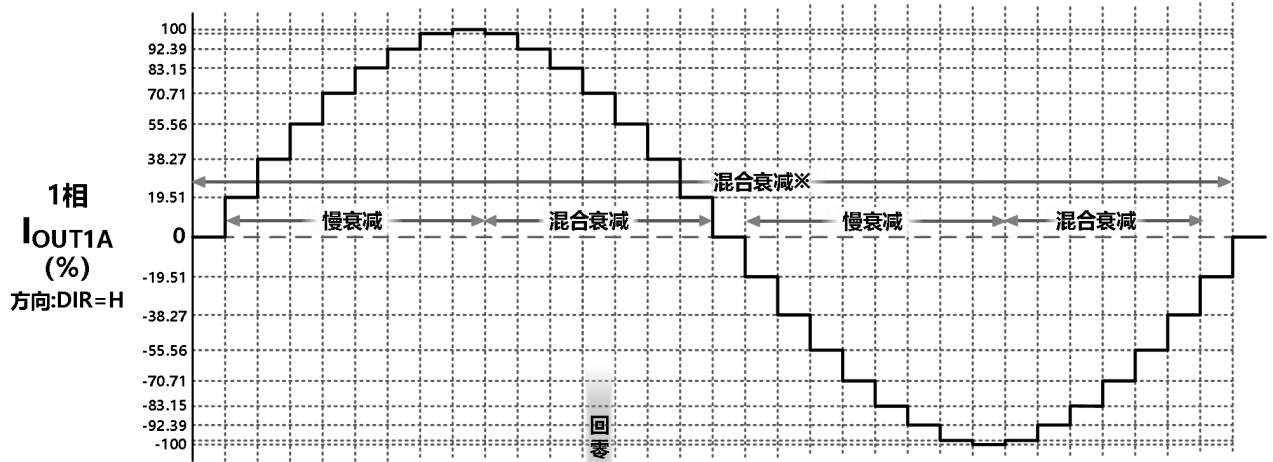 100
92.39
83.15
70.71
55.56
38.27
19.51
0
-19.51
-38.27
-55.56
-70.71
-83.15
-92.39
-100
1相
IOUT1A
(%)
方向:DIR=H
混合衰减※
慢衰减
混合衰减
慢衰减
混合衰减
回
零